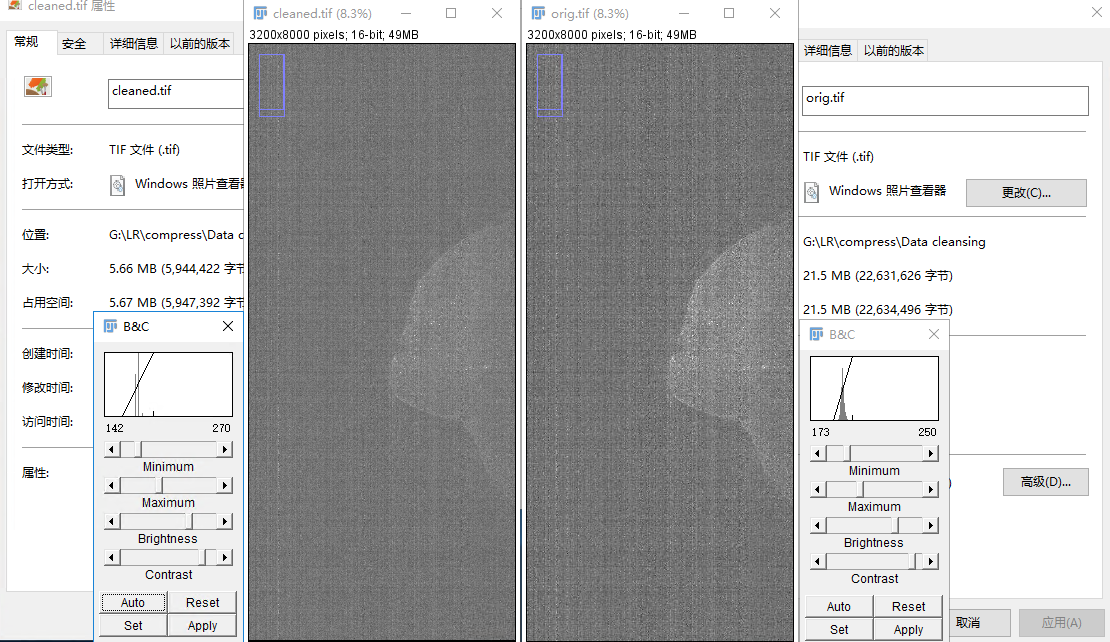 cleaned.tif 属性
常规
安全
详细信息
以前的版本
cleaned.tif
文件类型:
TIF 文件 (.tif)
打开方式:
Windows 照片查看器
位置:
G:\LR\compress\Data c
大小:
5.66 MB (5,944,422 字节
占用空间:
5.67 MB (5,947,392 字节
创建时间:
修改时间:
访问时间:
属性:
B&C
142
270
Minimum
Maximum
Brightness
Contrast
Auto
Reset
Set
Apply
cleaned.tif (8.3%)
3200x8000 pixels; 16-bit; 49MB
orig.tif (8.3%)
3200x8000 pixels; 16-bit; 49MB
详细信息
以前的版本
orig.tif
TIF 文件 (.tif)
Windows 照片查看器
更改(C)...
G:\LR\compress\Data cleansing
21.5 MB (22,631,626 字节)
21.5 MB (22,634,496 字节)
高级(D)...
B&C
173
250
Minimum
Maximum
Brightness
Contrast
Auto
Reset
Set
Apply
取消
应用(A)